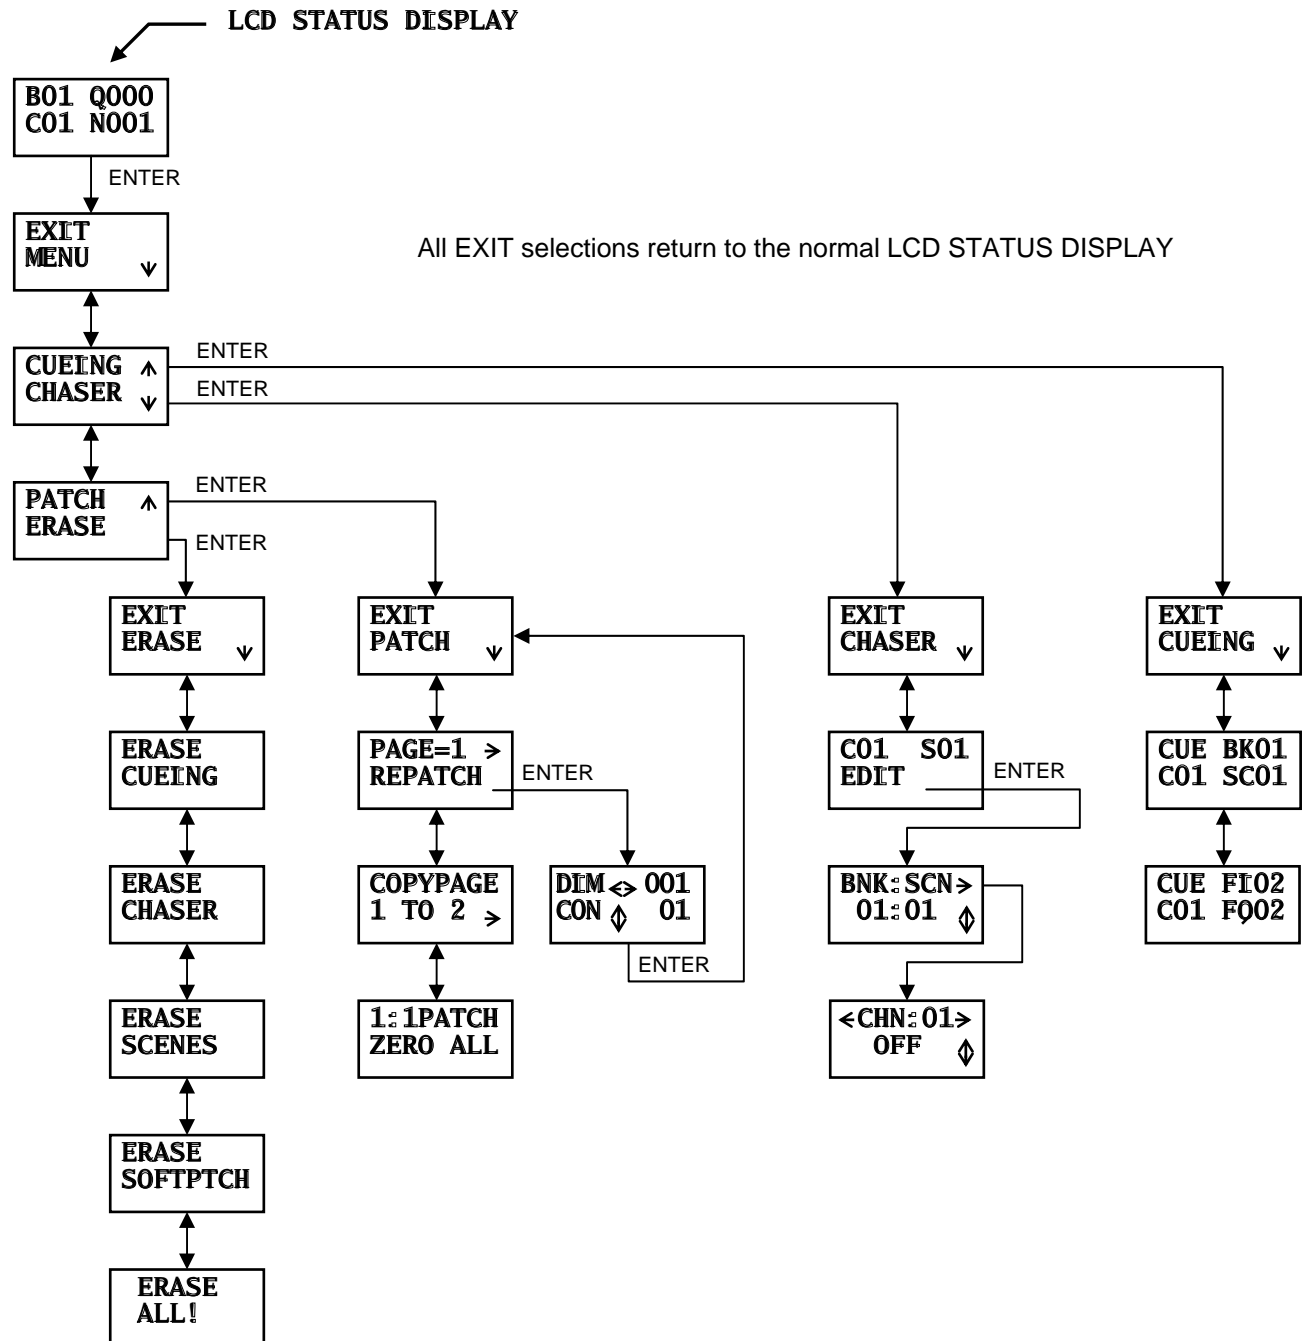 LCD STATUS DISPLAY
B01 Q000
C01 N001
ENTER
EXIT
MENU ↓
All EXIT selections return to the normal LCD STATUS DISPLAY
CUEING ↑
CHASER ↓
ENTER
ENTER
PATCH ↑
ERASE
ENTER
ENTER
EXIT
ERASE ↓
ERASE
CUEING
ERASE
CHASER
ERASE
SCENES
ERASE
SOFTPTCH
ERASE
ALL!
EXIT
PATCH ↓
PAGE=1 →
REPATCH
ENTER
COPYPAGE
1 TO 2 →
1:1PATCH
ZERO ALL
DIM ↔ 001
CON ↕ 01
ENTER
EXIT
CHASER ↓
C01 S01
EDIT
ENTER
BNK:SCN→
01:01 ↕
←CHN:01→
OFF ↕
EXIT
CUEING ↓
CUE BK01
C01 SC01
CUE FI02
C01 FO02